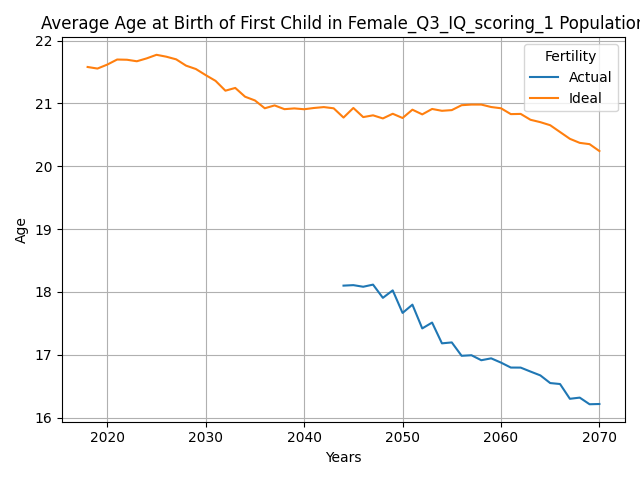 Average Age at Birth of First Child in Female_Q3_IQ_scoring_1 Population
Fertility
Actual
Ideal
22
21
20
19
18
17
16
Age
2020 2030 2040 2050 2060 2070
Years